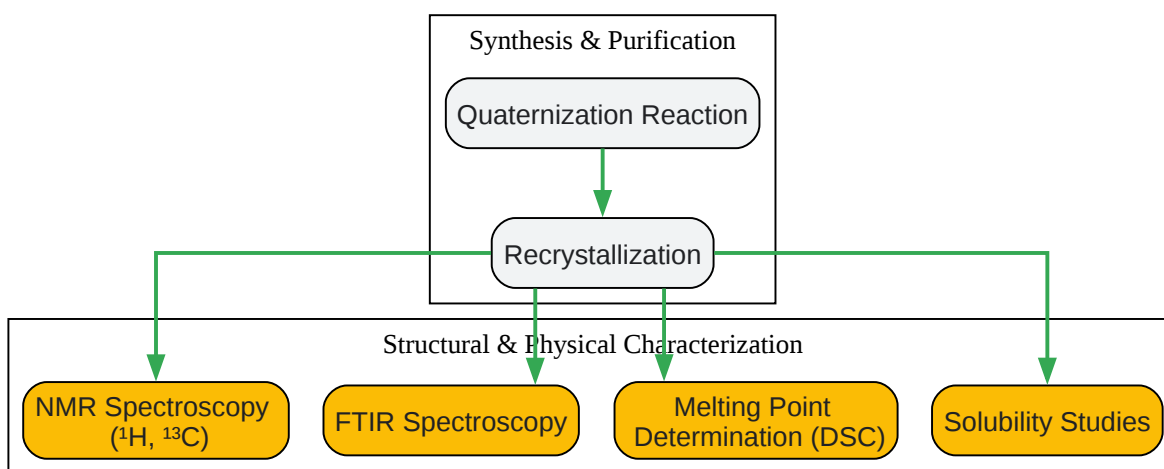 Synthesis & Purification
Quaternization Reaction
Recrystallization
Structural & Physical Characterization
NMR Spectroscopy
(¹H, ¹³C)
FTIR Spectroscopy
Melting Point
Determination (DSC)
Solubility Studies